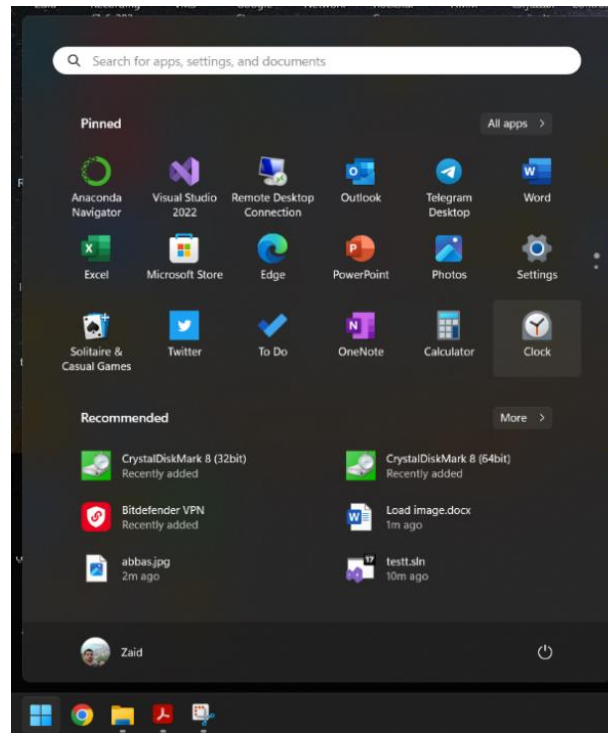 Search for apps, settings, and documents
Pinned
All apps >
Anaconda Navigator
Visual Studio 2022
Remote Desktop Connection
Outlook
Telegram Desktop
Word
Excel
Microsoft Store
Edge
PowerPoint
Photos
Settings
Solitaire & Casual Games
Twitter
To Do
OneNote
Calculator
Clock
Recommended
More >
CrystalDiskMark 8 (32bit)
Recently added
CrystalDiskMark 8 (64bit)
Recently added
Bitdefender VPN
Recently added
Load image.docx
1m ago
abbas.jpg
2m ago
17
testt.sln
10m ago
Zaid